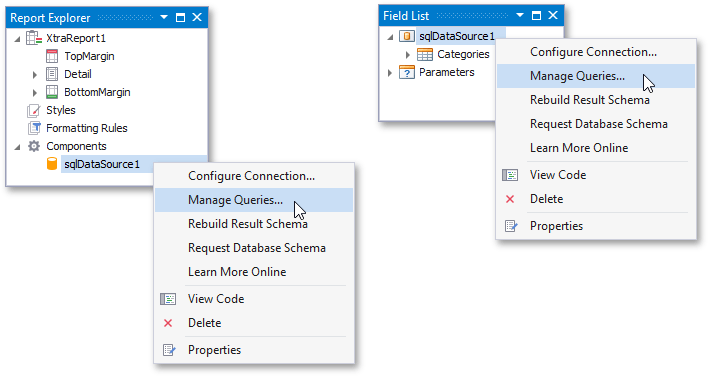 Report Explorer
XtraReport1
TopMargin
Detail
BottomMargin
Styles
Formatting Rules
Components
sqlDataSource1
Configure Connection...
Manage Queries...
Rebuild Result Schema
Request Database Schema
Learn More Online
View Code
Delete
Properties
Field List
sqlDataSource1
Categories
Parameters
Configure Connection...
Manage Queries...
Rebuild Result Schema
Request Database Schema
Learn More Online
View Code
Delete
Properties